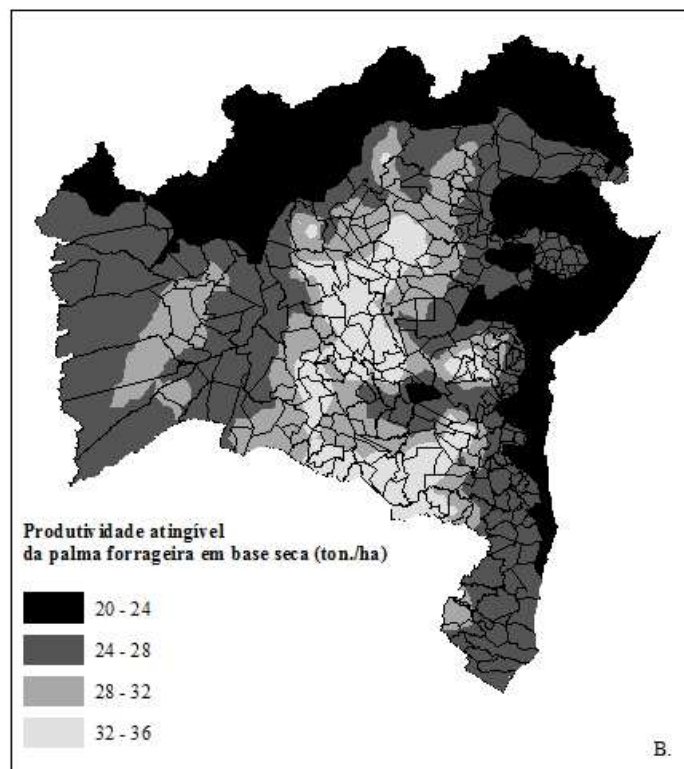 Produtividade atingível
da palma forrageira em base seca (ton./ha)
20 - 24
24 - 28
28 - 32
32 - 36
B.